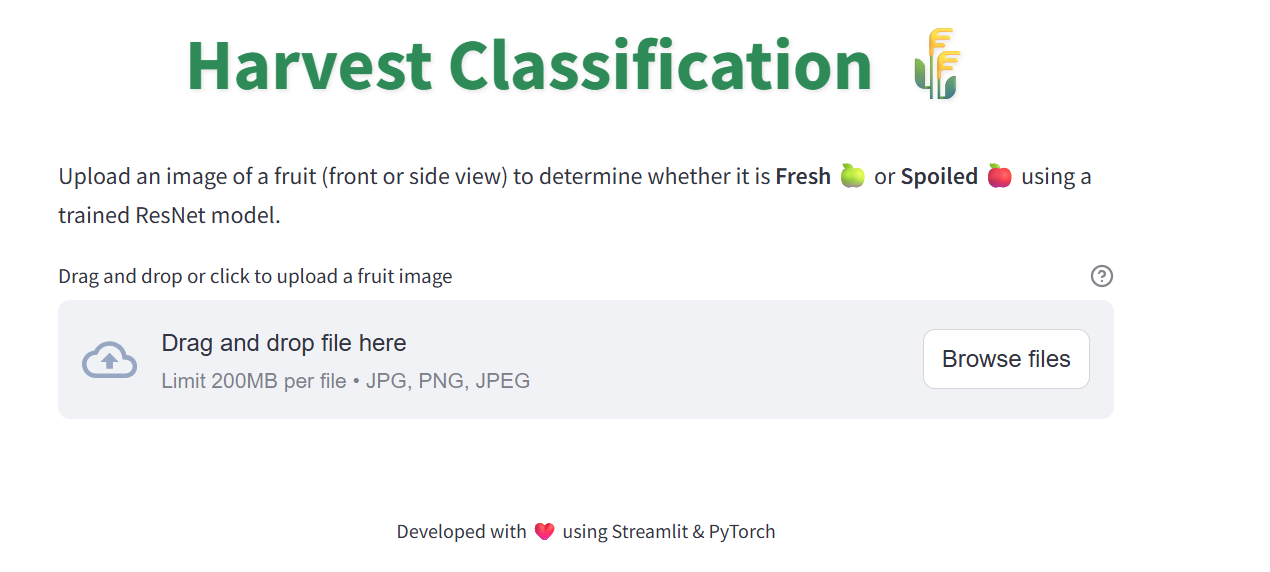 Harvest Classification 🌾
Upload an image of a fruit (front or side view) to determine whether it is Fresh 🍏 or Spoiled 🍎 using a
trained ResNet model.
Drag and drop or click to upload a fruit image
Drag and drop file here
Limit 200MB per file • JPG, PNG, JPEG
Browse files
Developed with ❤️ using Streamlit & PyTorch